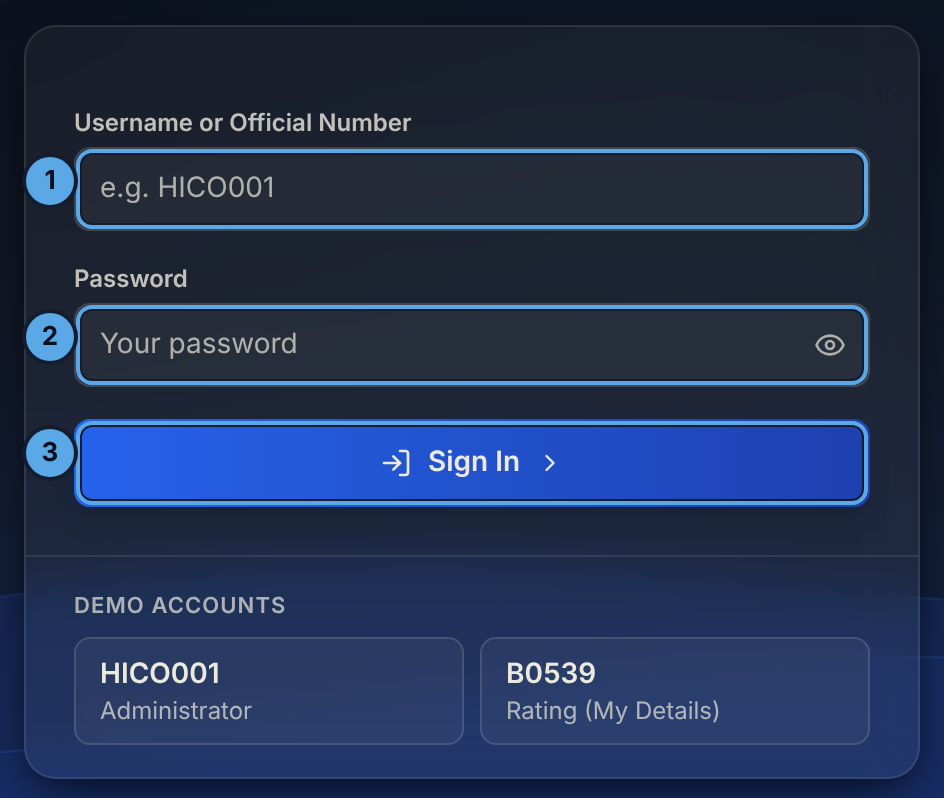 Username or Official Number
1
e.g. HICO001
Password
2
Your password
3
Sign In
DEMO ACCOUNTS
HICO001
Administrator
B0539
Rating (My Details)